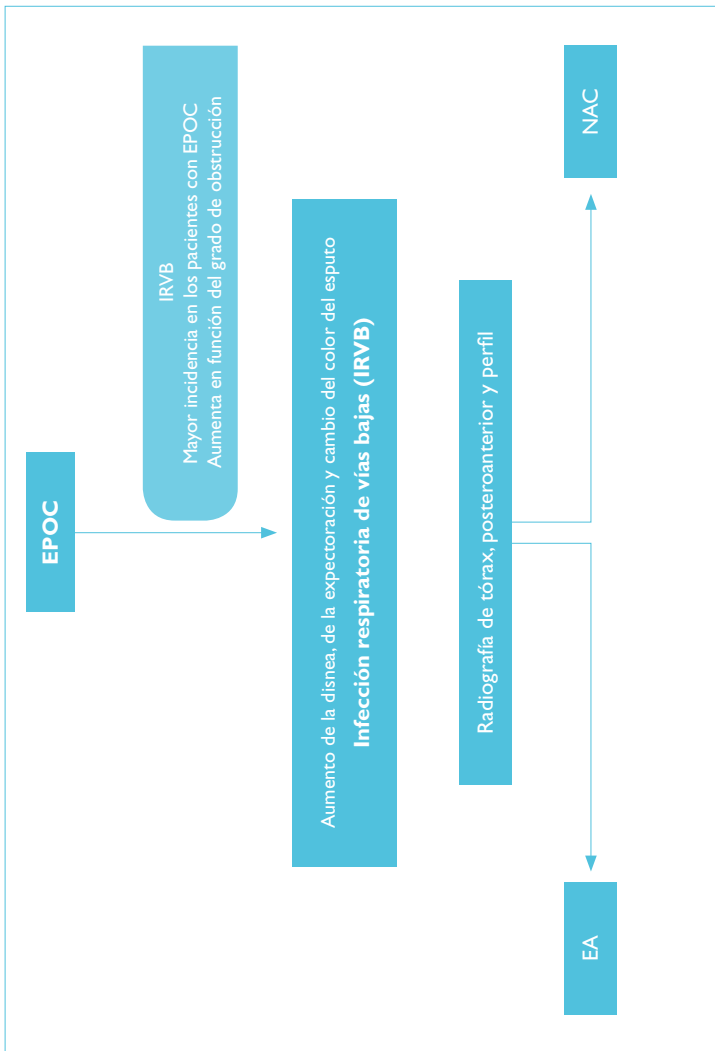 EPOC
IRVB
Mayor incidencia en los pacientes con EPOC
Aumenta en función del grado de obstrucción
Aumento de la disnea, de la expectoración y cambio del color del esputo
Infección respiratoria de vías bajas (IRVB)
Radiografía de tórax, posteroanterior y perfil
EA
NAC